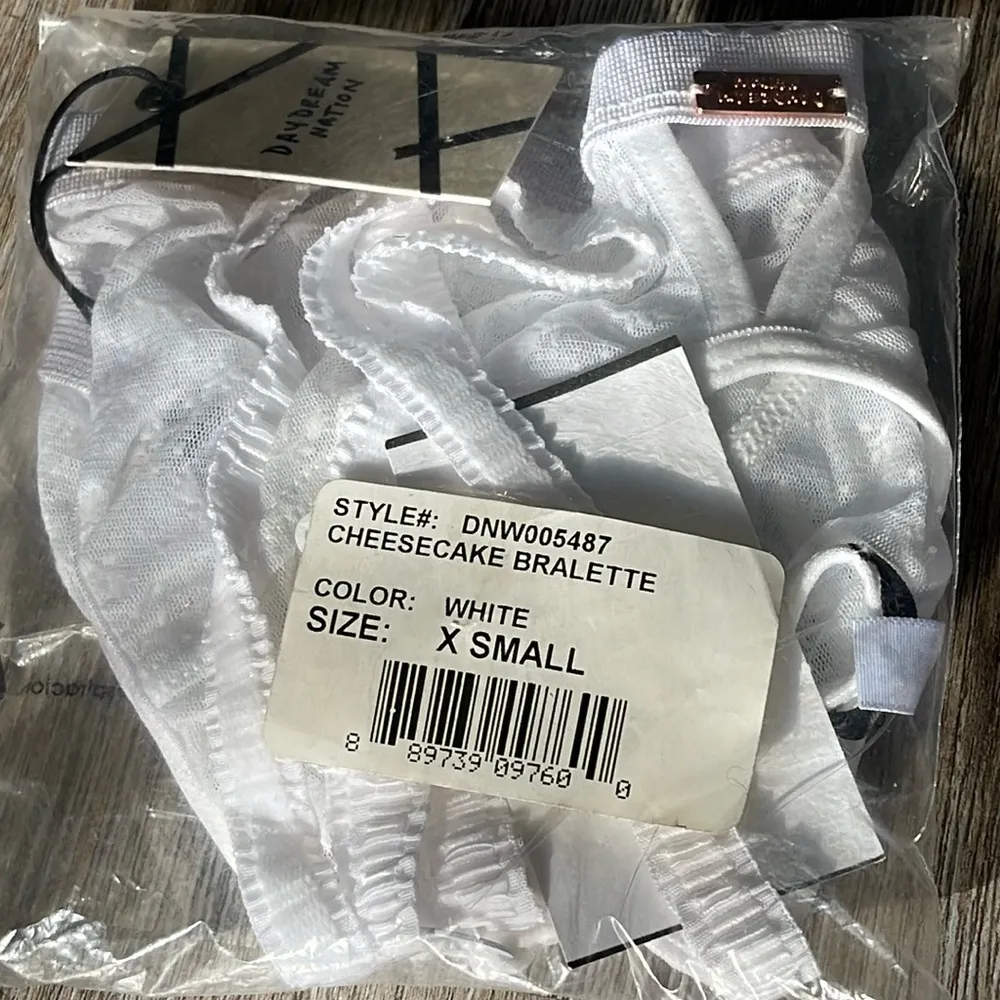 DAYDREAM
NATION
STYLE#: DNW005487
CHEESECAKE BRALETTE
COLOR: WHITE
SIZE: X SMALL
8 89739 09760 0